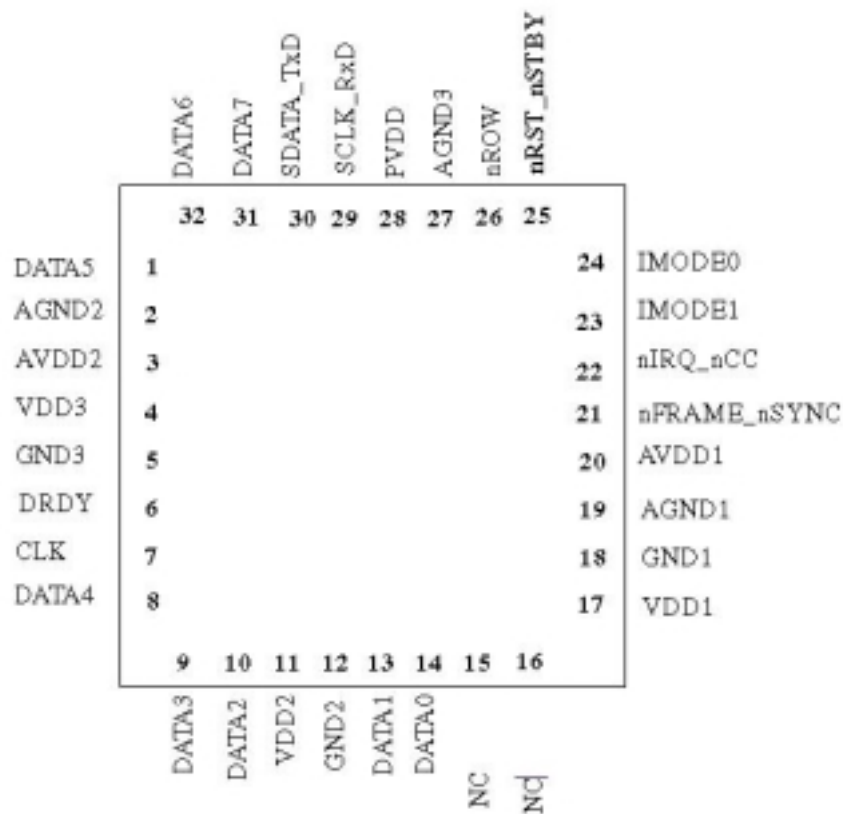 DATA6 DATA7 SDATA_TxD SCLK_RxD PVDD AGND3 nROW nRST_nSTBY
32 31 30 29 28 27 26 25
DATA5 1 24 IMODE0
AGND2 2 23 IMODE1
AVDD2 3 22 nIRQ_nCC
VDD3 4 21 nFRAME_nSYNC
GND3 5 20 AVDD1
DRDY 6 19 AGND1
CLK 7 18 GND1
DATA4 8 17 VDD1
9 10 11 12 13 14 15 16
DATA3 DATA2 VDD2 GND2 DATA1 DATA0 NC NC